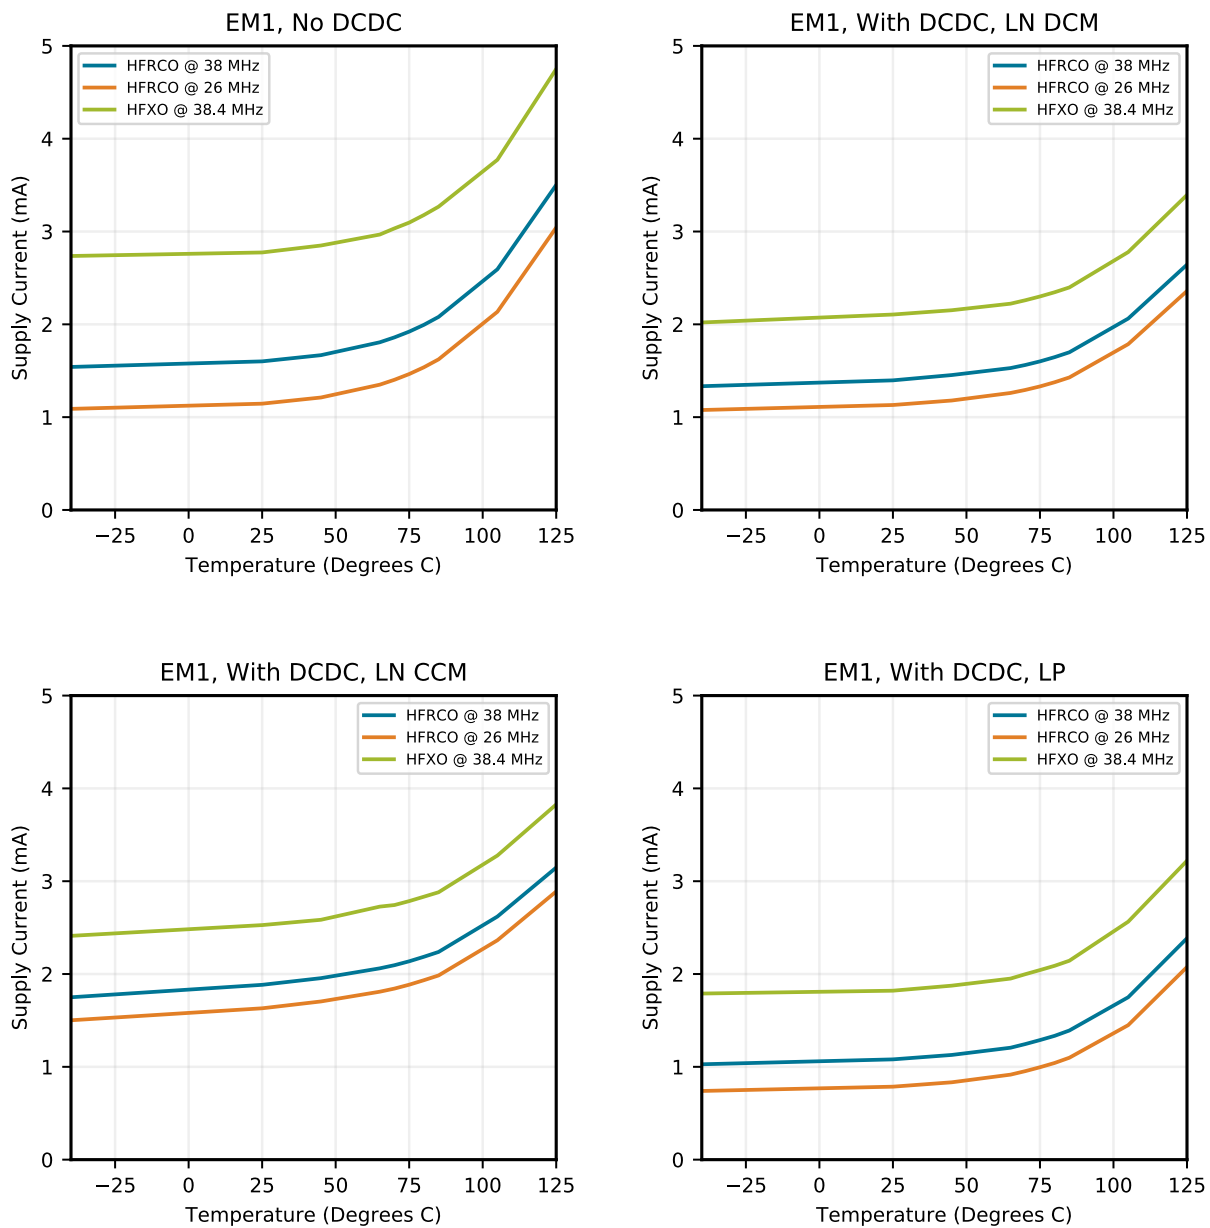 EM1, No DCDC
5
4
3
2
1
0
Supply Current (mA)
HFRCO @ 38 MHz
HFRCO @ 26 MHz
HFXO @ 38.4 MHz
−25 0 25 50 75 100 125
Temperature (Degrees C)
EM1, With DCDC, LN DCM
5
4
3
2
1
0
Supply Current (mA)
HFRCO @ 38 MHz
HFRCO @ 26 MHz
HFXO @ 38.4 MHz
−25 0 25 50 75 100 125
Temperature (Degrees C)
EM1, With DCDC, LN CCM
5
4
3
2
1
0
Supply Current (mA)
HFRCO @ 38 MHz
HFRCO @ 26 MHz
HFXO @ 38.4 MHz
−25 0 25 50 75 100 125
Temperature (Degrees C)
EM1, With DCDC, LP
5
4
3
2
1
0
Supply Current (mA)
HFRCO @ 38 MHz
HFRCO @ 26 MHz
HFXO @ 38.4 MHz
−25 0 25 50 75 100 125
Temperature (Degrees C)